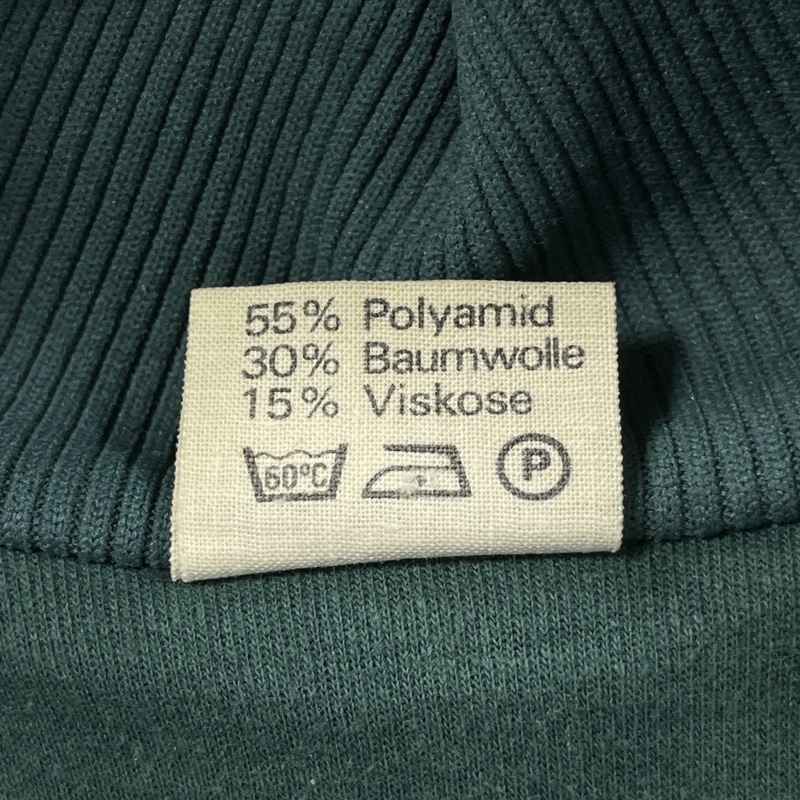 55% Polyamid
30% Baumwolle
15% Viskose
60°C P